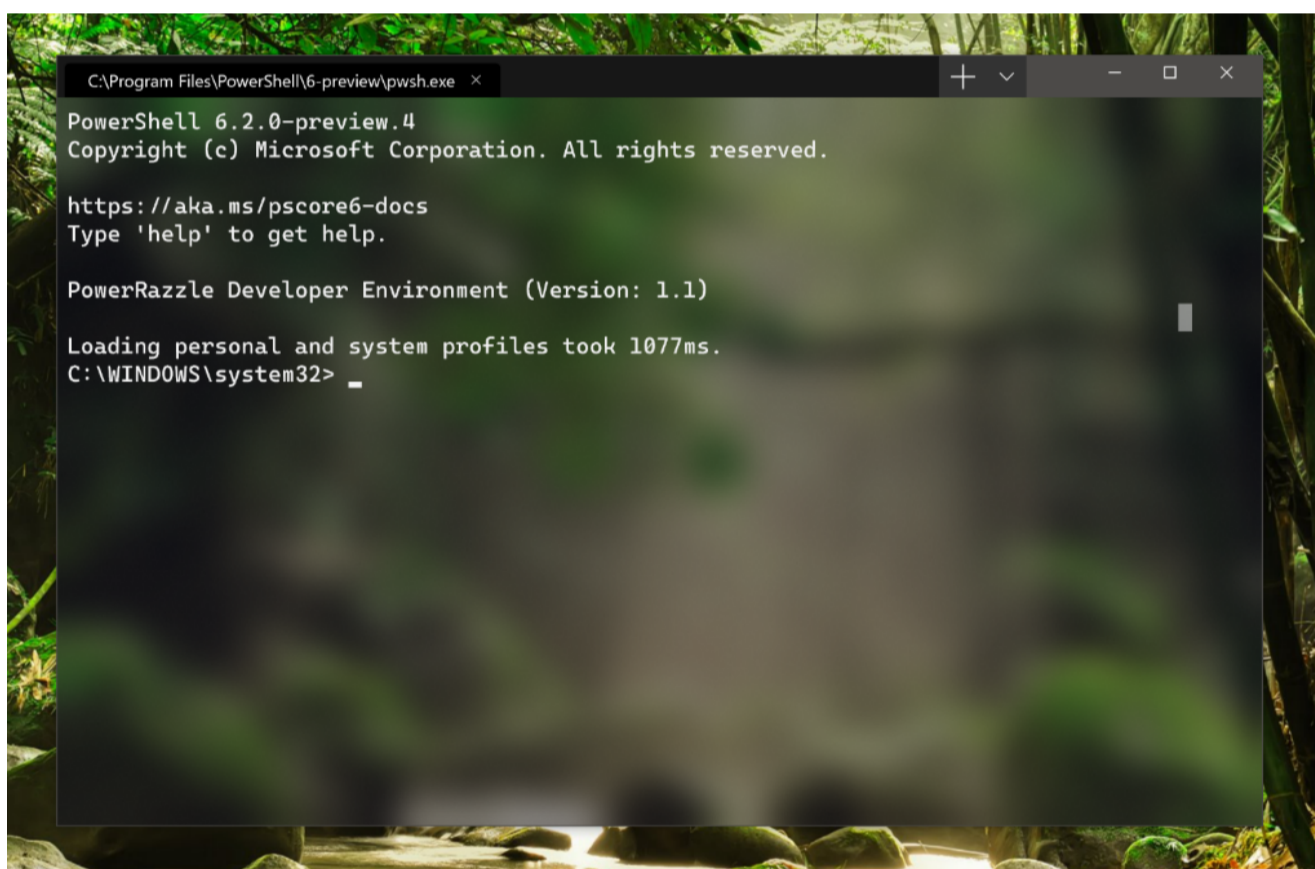 C:\Program Files\PowerShell\6-preview\pwsh.exe
PowerShell 6.2.0-preview.4
Copyright (c) Microsoft Corporation. All rights reserved.
https://aka.ms/pscore6-docs
Type 'help' to get help.
PowerRazzle Developer Environment (Version: 1.1)
Loading personal and system profiles took 1077ms.
C:\WINDOWS\system32> _